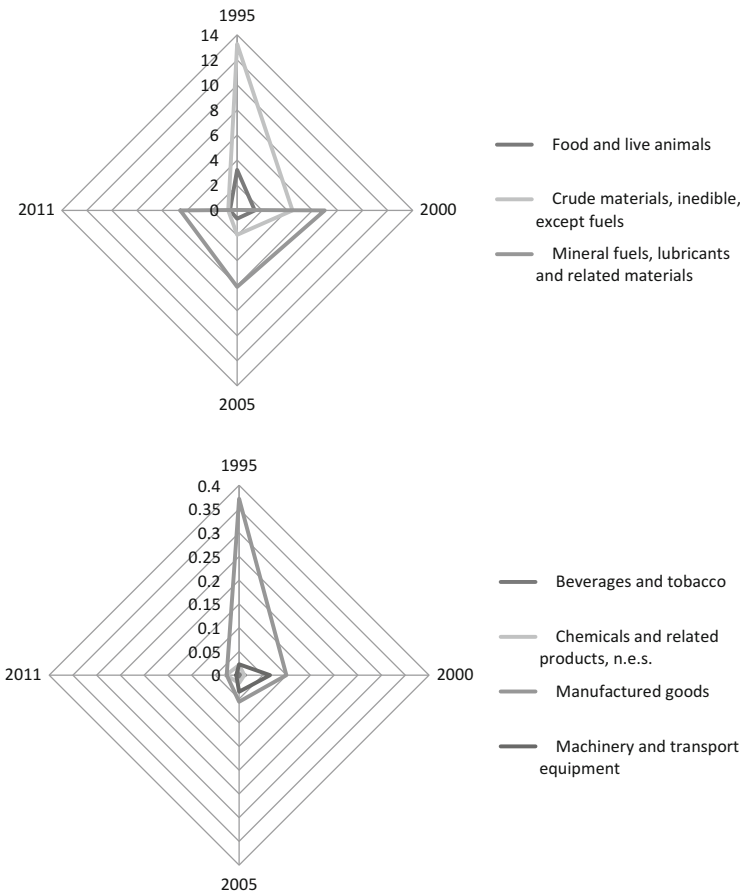 1995
14
12
10
8
6
4
2
0
2011
2000
2005
Food and live animals
Crude materials, inedible,
except fuels
Mineral fuels, lubricants
and related materials
1995
0.4
0.35
0.3
0.25
0.2
0.15
0.1
0.05
0
2011
2000
2005
Beverages and tobacco
Chemicals and related
products, n.e.s.
Manufactured goods
Machinery and transport
equipment